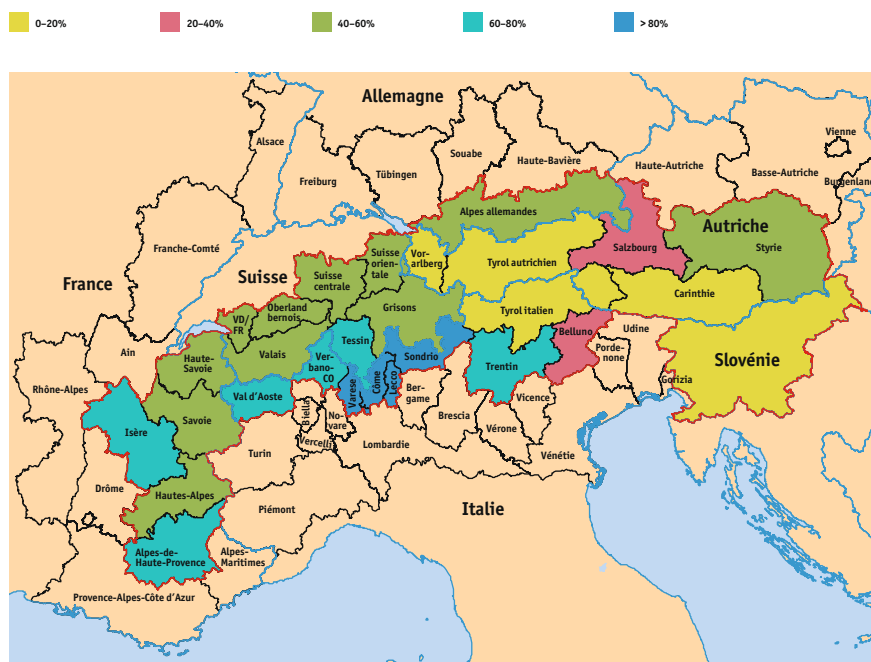 0–20%
20–40%
40–60%
60–80%
> 80%
Allemagne
Vienne
Alsace
Souabe
Haute-Bavière
Haute-Autriche
Basse-Autriche
Tübingen
Freiburg
Burgenland
Alpes allemandes
Autriche
Salzbourg
Styrie
Franche-Comté
Suisse
Suisse
orien-
tale
Vor-
arlberg
Tyrol autrichien
France
Suisse
centrale
Carinthie
Grisons
Tyrol italien
Oberland
bernois
VD/
FR
Belluno
Udine
Tessin
Ain
Haute-
Savoie
Valais
Ver-
bano-
CO
Sondrio
Porde-
none
Slovénie
Trentin
Gorizia
Rhône-Alpes
Val d’Aoste
Varese
Côme
Lecco
Ber-
game
Vicence
Biella
No-
vare
Brescia
Savoie
Isère
Vérone
Vercelli
Lombardie
Turin
Vénétie
Drôme
Hautes-Alpes
Piémont
Italie
Alpes-de-
Haute-Provence
Alpes-
Maritimes
Provence-Alpes-Côte d’Azur